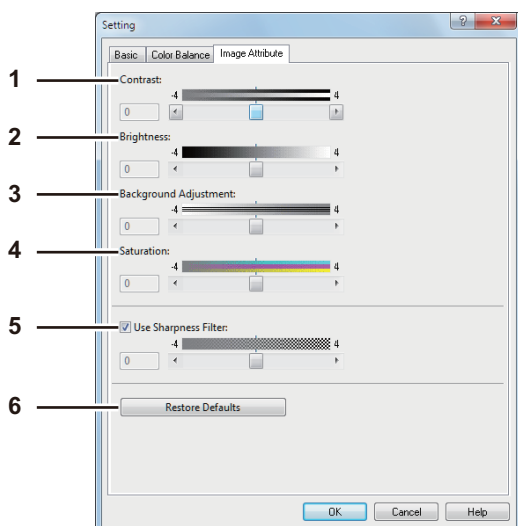 Setting
Basic Color Balance Image Attribute
1 Contrast:
-4 4
0
2 Brightness:
-4 4
0
3 Background Adjustment:
-4 4
0
4 Saturation:
-4 4
0
5 Use Sharpness Filter:
-4 4
0
6 Restore Defaults
OK Cancel Help